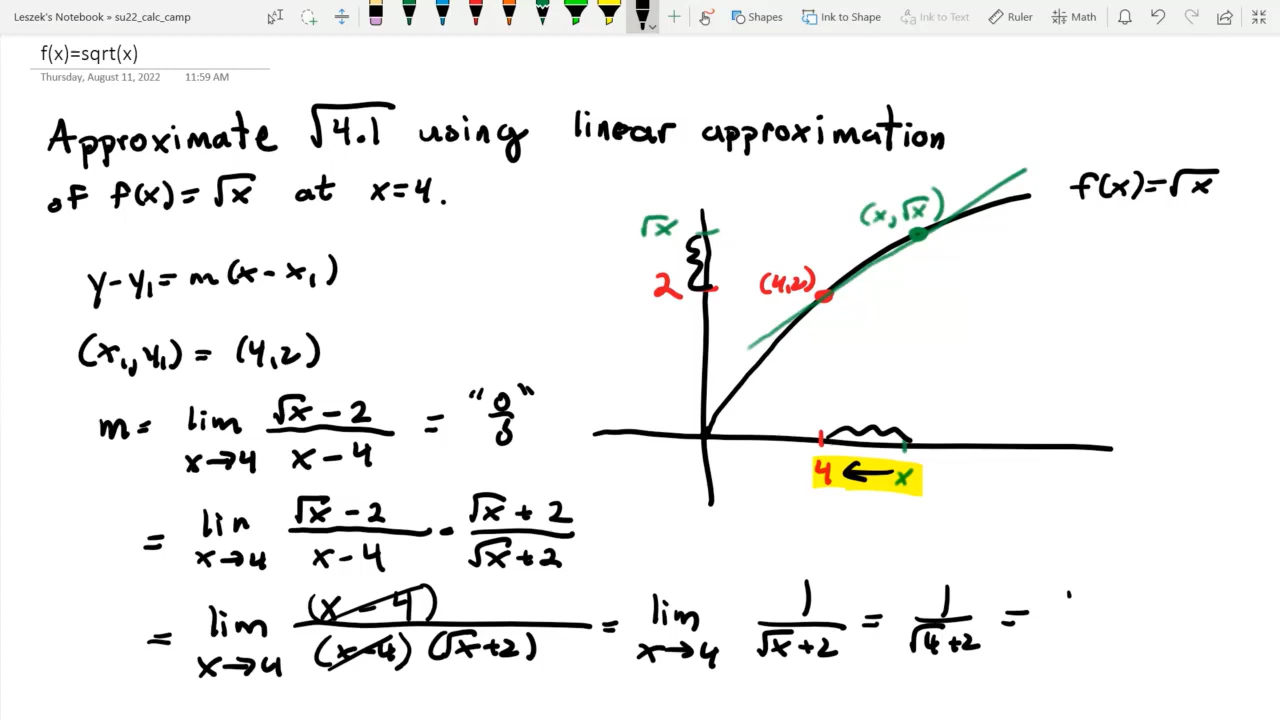 Leszek's Notebook » su22_calc_camp
Shapes Ink to Shape Ink to Text Ruler Math
f(x)=sqrt(x)
Thursday, August 11, 2022 11:59 AM
Approximate √4.1 using linear approximation
of f(x) = √x at x=4.
f(x)=√x
(x,√x)
√x
2
(4,2)
4 ← x
y-y₁ = m(x-x₁)
(x₁,y₁) = (4,2)
m = lim x→4 (√x - 2)/(x - 4) = "0/0"
= lim x→4 (√x - 2)/(x - 4) · (√x + 2)/(√x + 2)
= lim x→4 (x - 4)/((x-4)(√x+2)) = lim x→4 1/(√x+2) = 1/(√4+2) =